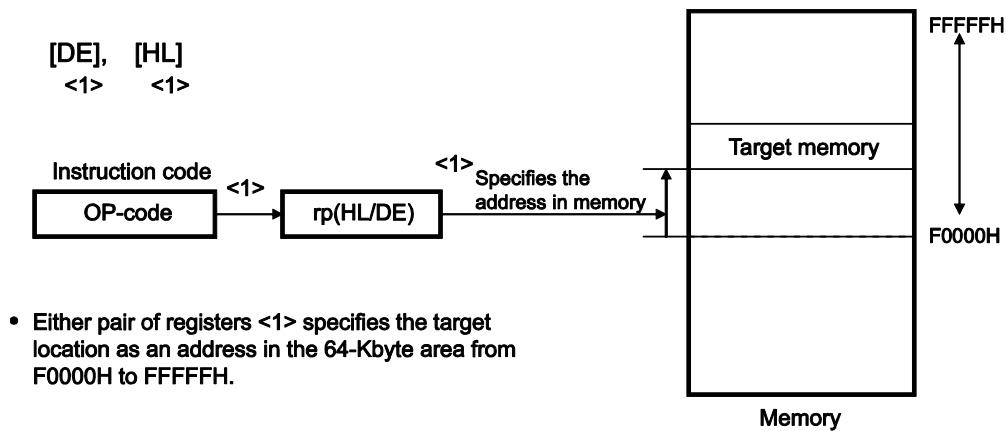 [DE], [HL]
<1> <1>
Instruction code
OP-code
<1>
rp(HL/DE)
<1>
Specifies the
address in memory
FFFFFH
Target memory
F0000H
Memory
• Either pair of registers <1> specifies the target
location as an address in the 64-Kbyte area from
F0000H to FFFFFH.